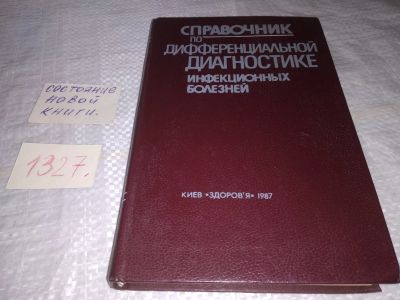 СПРАВОЧНИК
ПО
ДИФФЕРЕНЦИАЛЬНОЙ
ДИАГНОСТИКЕ
ИНФЕКЦИОННЫХ
БОЛЕЗНЕЙ
КИЕВ «ЗДОРОВ'Я» 1987
СОСТОЯНИЕ
НОВОЙ
КНИГИ.
1327.